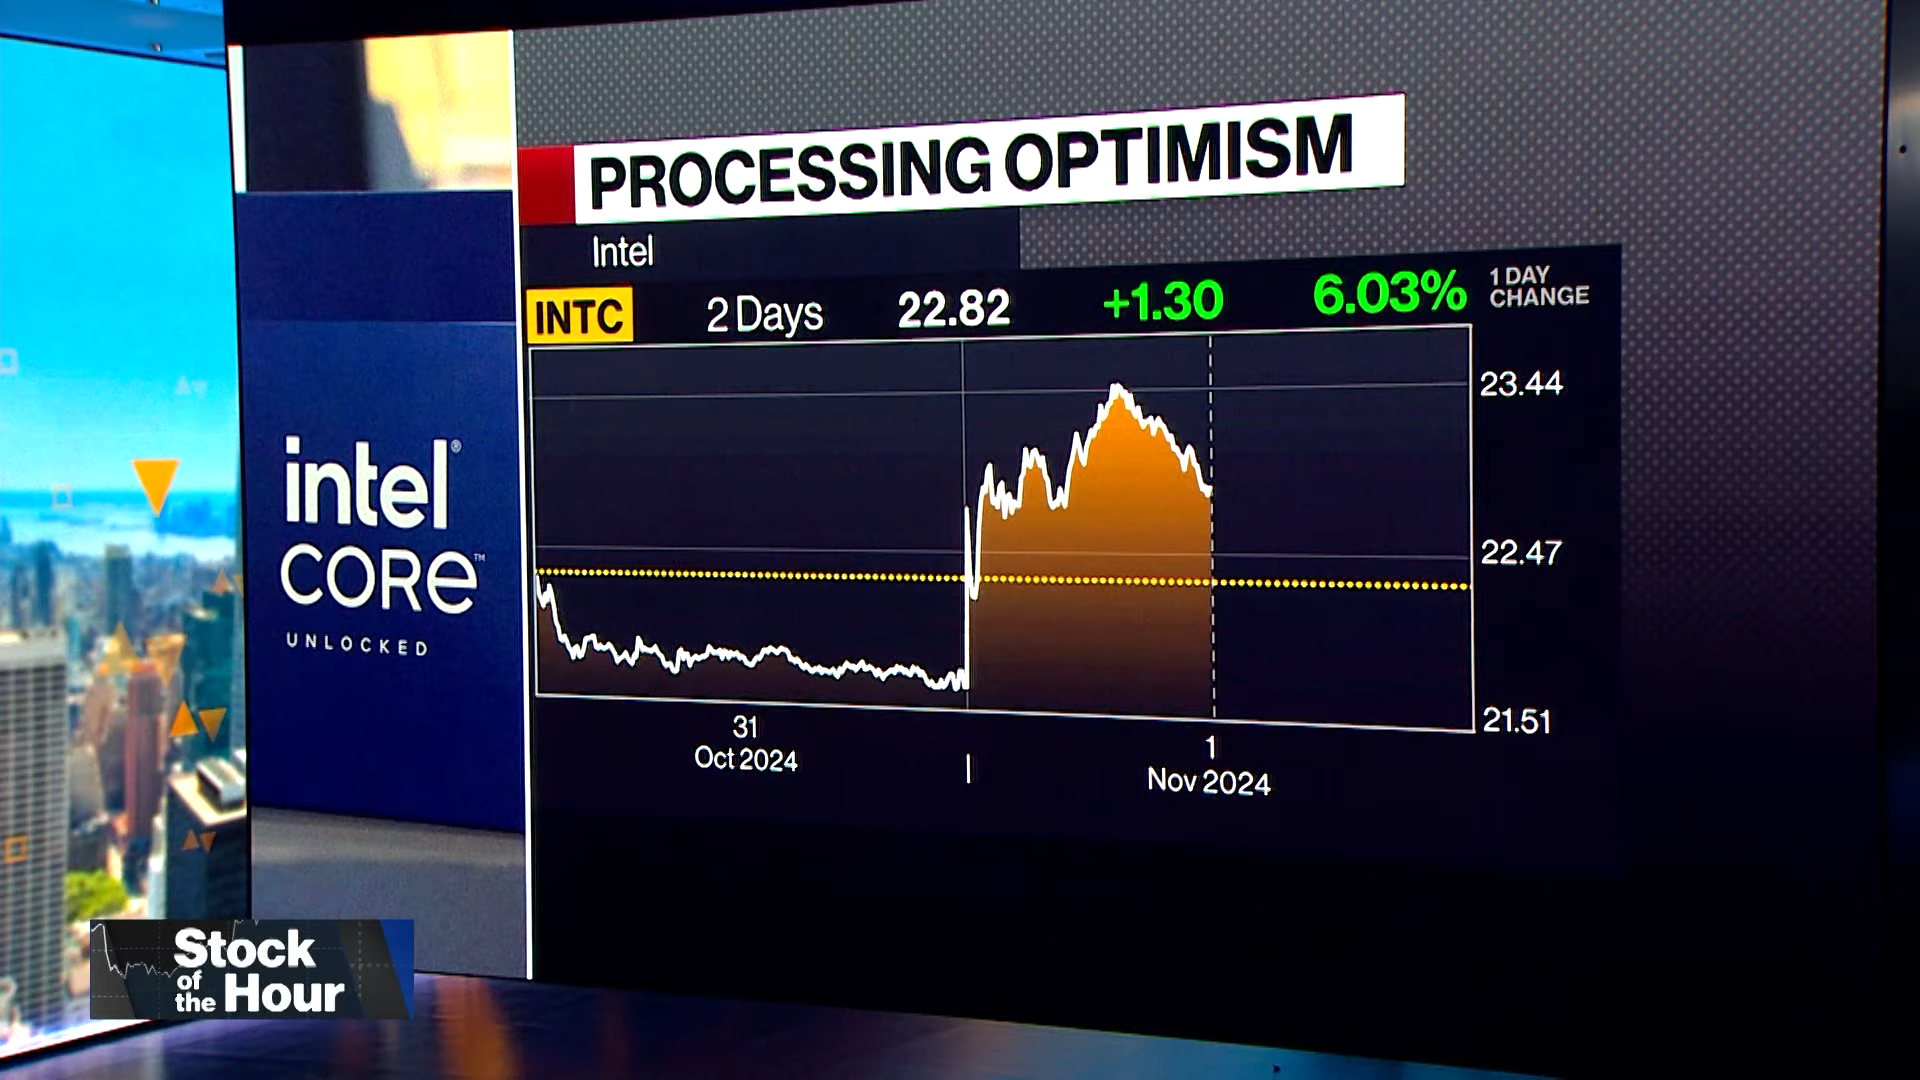 PROCESSING OPTIMISM
Intel
INTC 2 Days 22.82 +1.30 6.03% 1 DAY CHANGE
23.44
22.47
21.51
31
Oct 2024
1
Nov 2024
intel®
CORE™
UNLOCKED
Stock
of the Hour